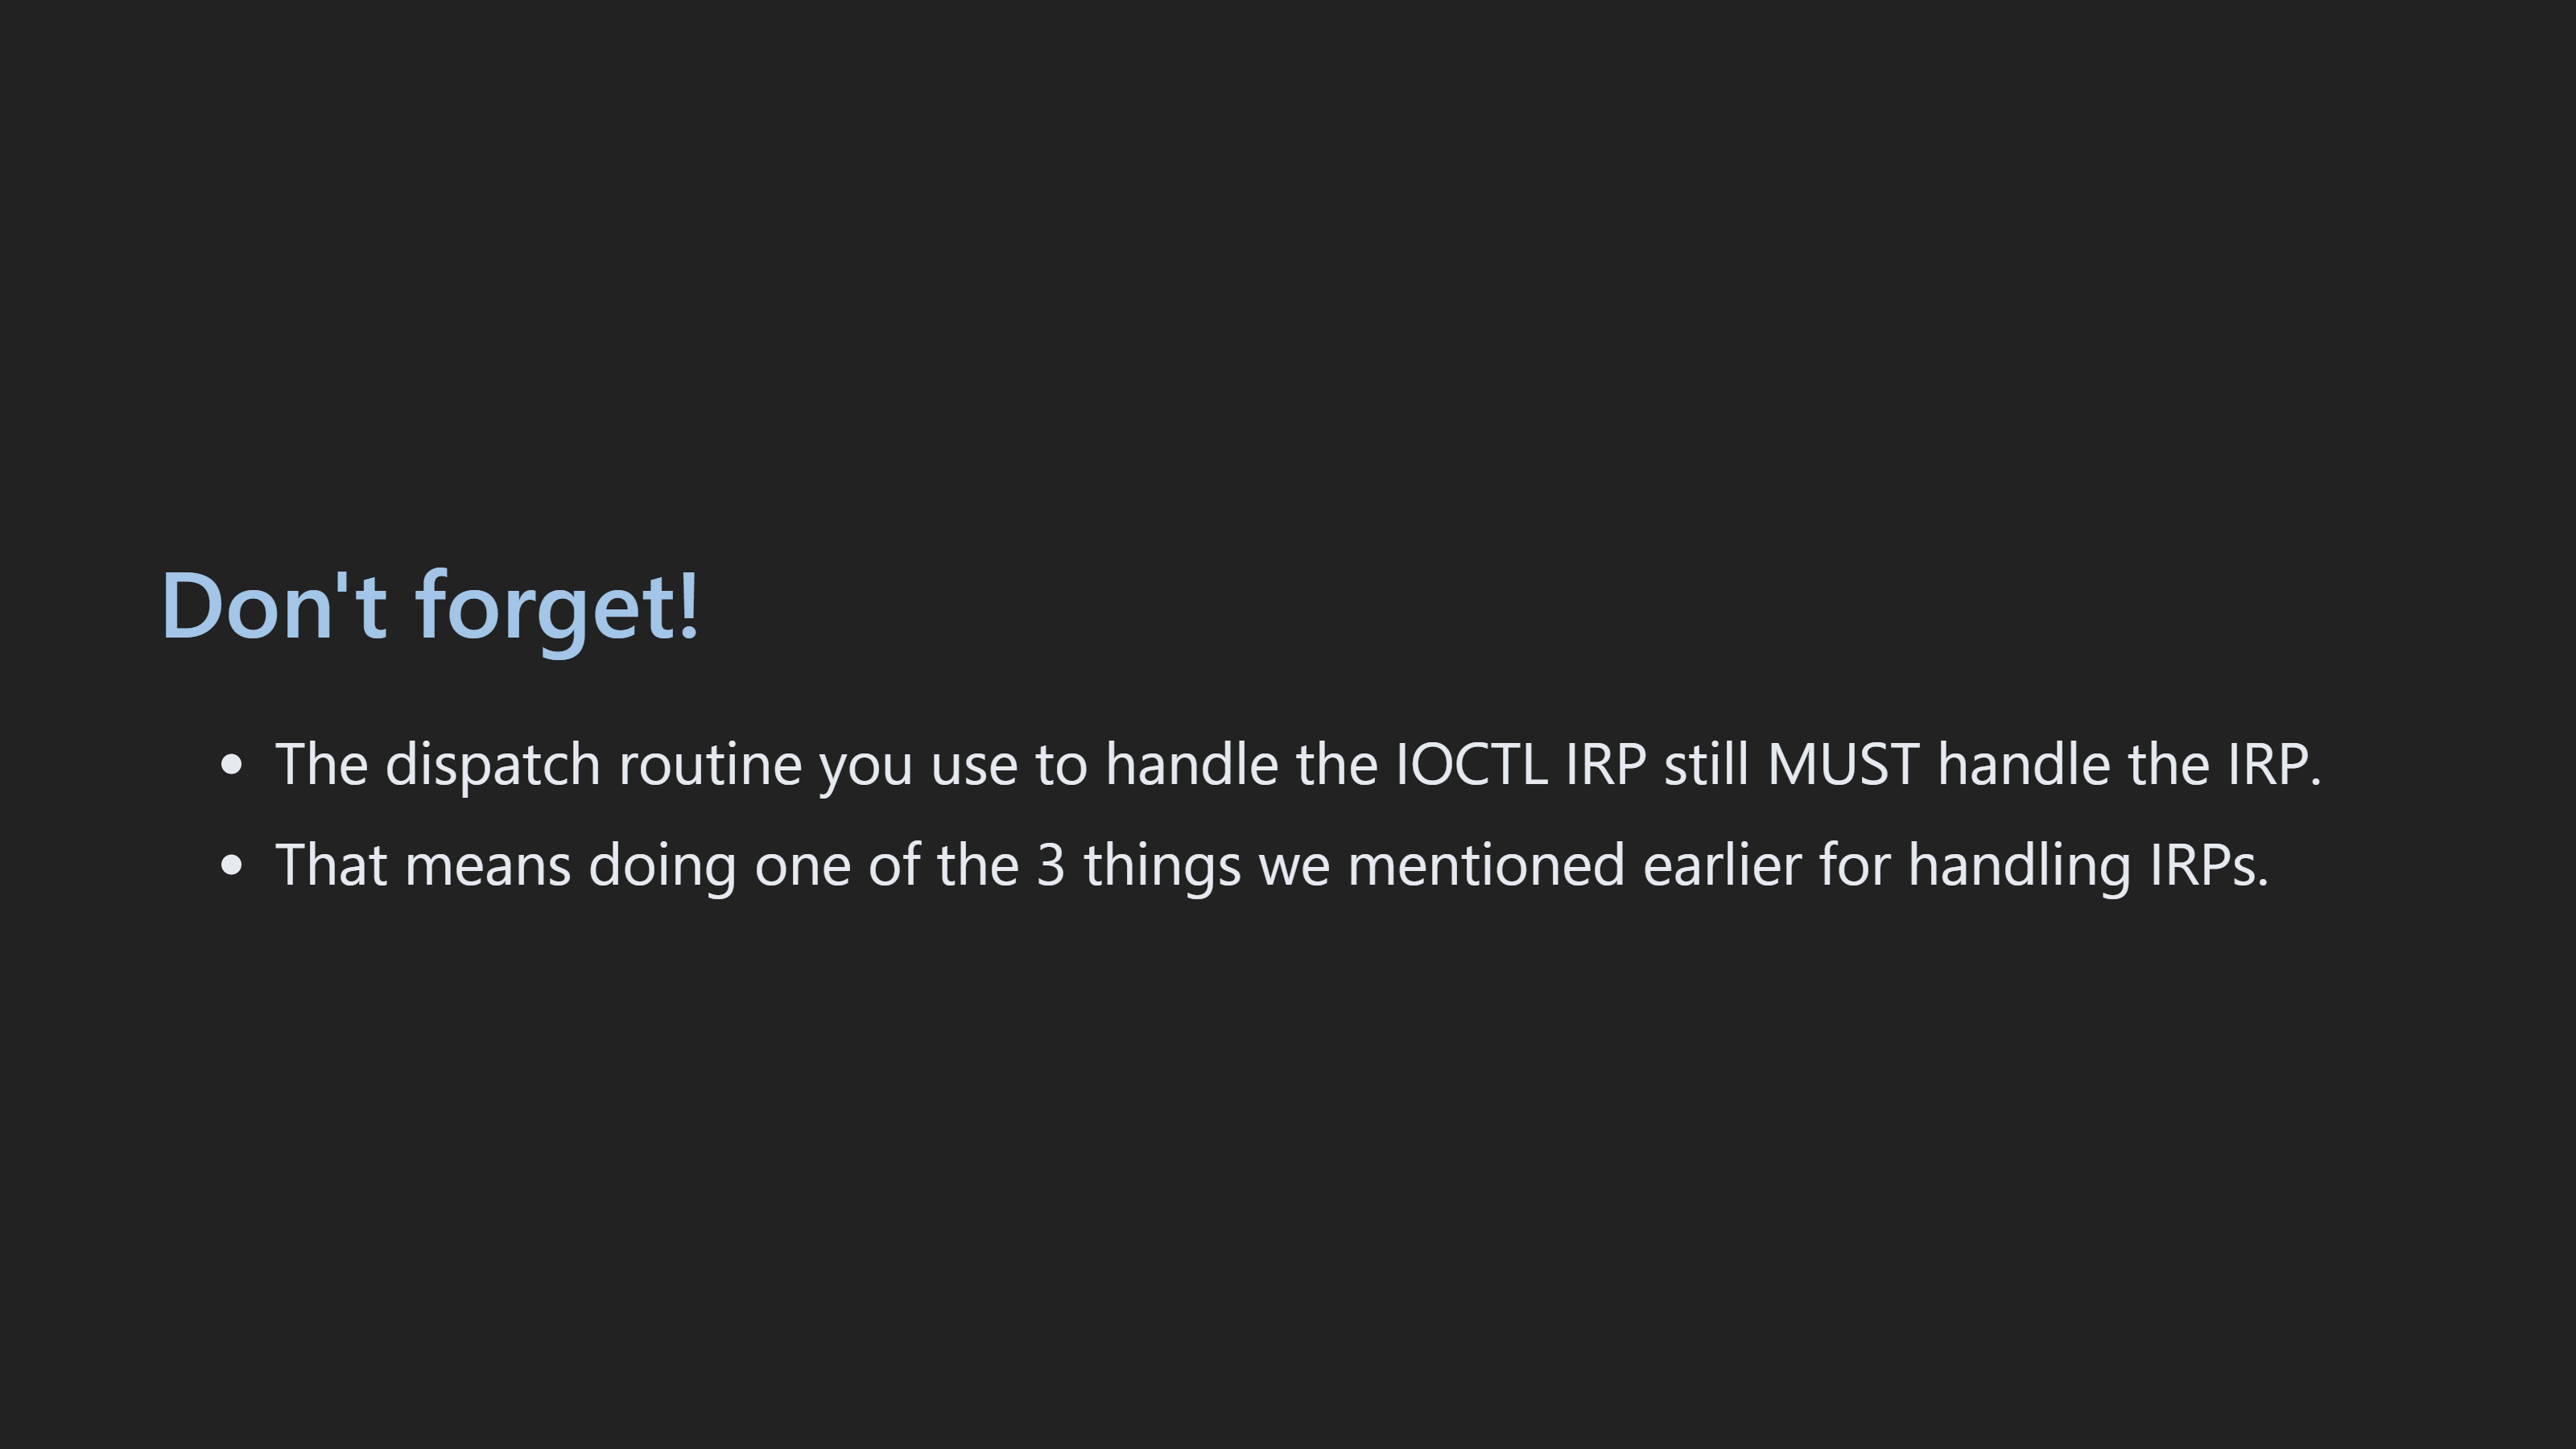 Don't forget!
• The dispatch routine you use to handle the IOCTL IRP still MUST handle the IRP.
• That means doing one of the 3 things we mentioned earlier for handling IRPs.